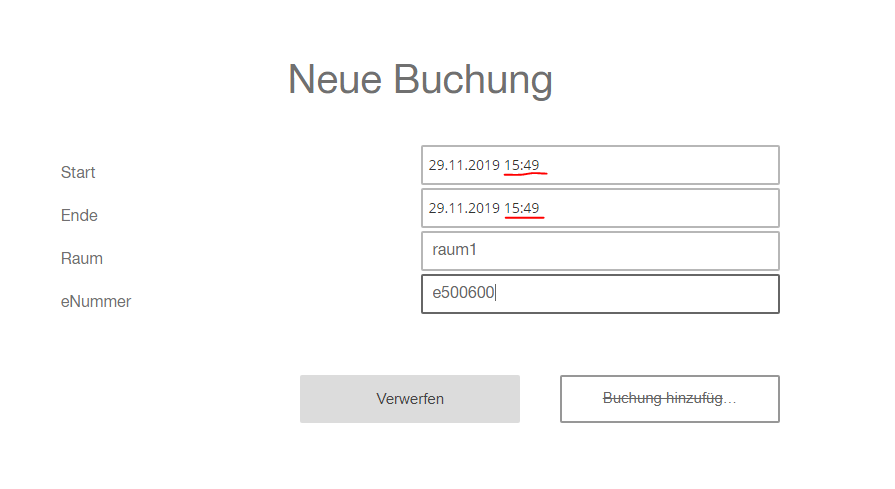 Neue Buchung
Start 29.11.2019 15:49
Ende 29.11.2019 15:49
Raum raum1
eNummer e500600
Verwerfen Buchung hinzufüg...